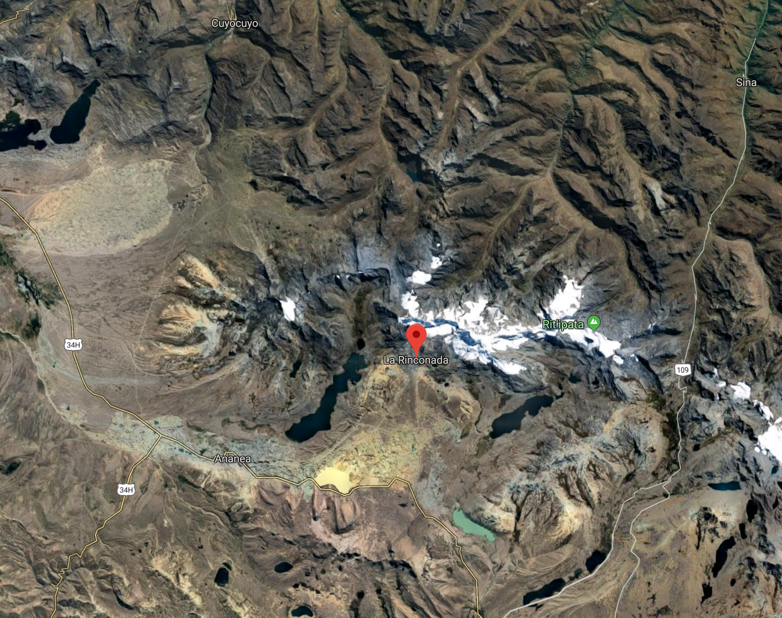 Cuyocuyo
Sina
Ritipata
La Rinconada
34H
109
Ananea
34H